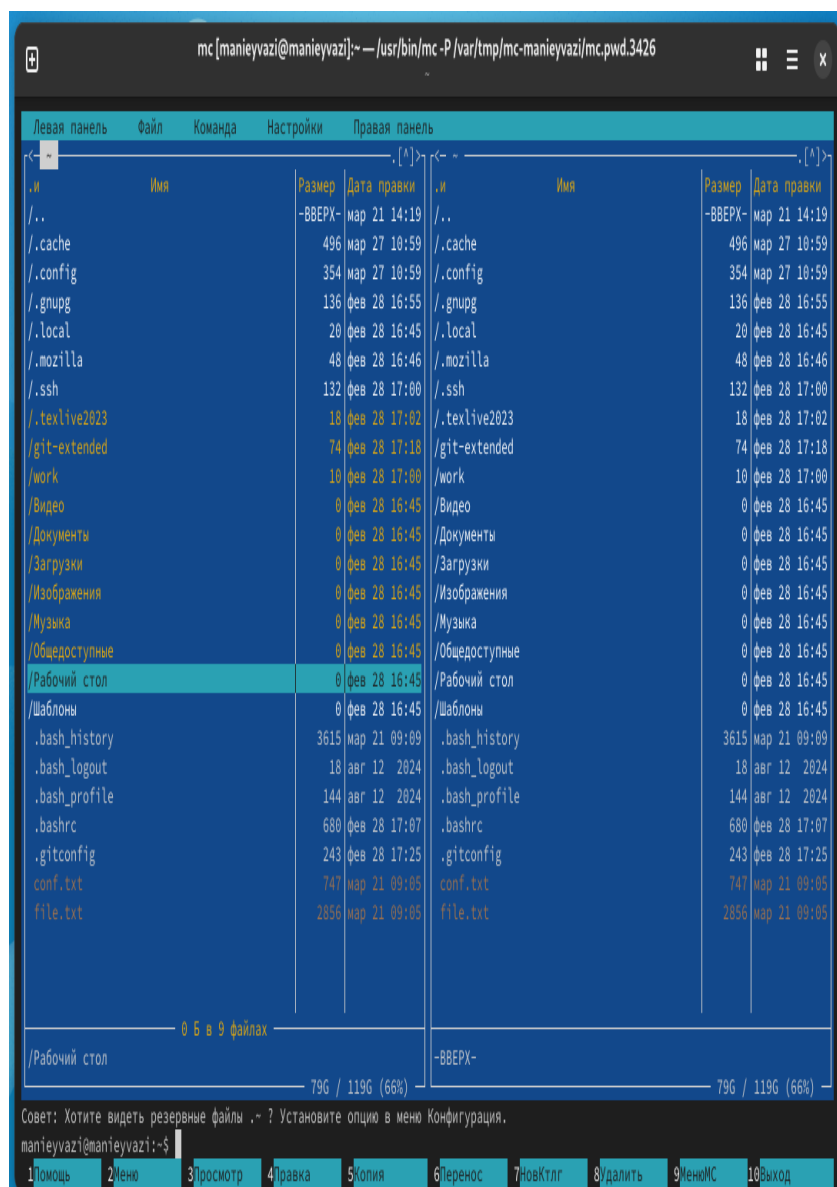 mc [manieyvazi@manieyvazi]:~ — /usr/bin/mc -P /var/tmp/mc-manieyvazi/mc.pwd.3426
~
Левая панель Файл Команда Настройки Правая панель
<- ~ .[^]> <- ~ .[^]>
.и Имя Размер Дата правки .и Имя Размер Дата правки
/.. -ВВЕРХ- мар 21 14:19 /.. -ВВЕРХ- мар 21 14:19
/.cache 496 мар 27 10:59 /.cache 496 мар 27 10:59
/.config 354 мар 27 10:59 /.config 354 мар 27 10:59
/.gnupg 136 фев 28 16:55 /.gnupg 136 фев 28 16:55
/.local 20 фев 28 16:45 /.local 20 фев 28 16:45
/.mozilla 48 фев 28 16:46 /.mozilla 48 фев 28 16:46
/.ssh 132 фев 28 17:00 /.ssh 132 фев 28 17:00
/.texlive2023 18 фев 28 17:02 /.texlive2023 18 фев 28 17:02
/git-extended 74 фев 28 17:18 /git-extended 74 фев 28 17:18
/work 10 фев 28 17:00 /work 10 фев 28 17:00
/Видео 0 фев 28 16:45 /Видео 0 фев 28 16:45
/Документы 0 фев 28 16:45 /Документы 0 фев 28 16:45
/Загрузки 0 фев 28 16:45 /Загрузки 0 фев 28 16:45
/Изображения 0 фев 28 16:45 /Изображения 0 фев 28 16:45
/Музыка 0 фев 28 16:45 /Музыка 0 фев 28 16:45
/Общедоступные 0 фев 28 16:45 /Общедоступные 0 фев 28 16:45
/Рабочий стол 0 фев 28 16:45 /Рабочий стол 0 фев 28 16:45
/Шаблоны 0 фев 28 16:45 /Шаблоны 0 фев 28 16:45
.bash_history 3615 мар 21 09:09 .bash_history 3615 мар 21 09:09
.bash_logout 18 авг 12 2024 .bash_logout 18 авг 12 2024
.bash_profile 144 авг 12 2024 .bash_profile 144 авг 12 2024
.bashrc 680 фев 28 17:07 .bashrc 680 фев 28 17:07
.gitconfig 243 фев 28 17:25 .gitconfig 243 фев 28 17:25
conf.txt 747 мар 21 09:05 conf.txt 747 мар 21 09:05
file.txt 2856 мар 21 09:05 file.txt 2856 мар 21 09:05
0 Б в 9 файлах
/Рабочий стол -ВВЕРХ-
79G / 119G (66%) 79G / 119G (66%)
Совет: Хотите видеть резервные файлы .~ ? Установите опцию в меню Конфигурация.
manieyvazi@manieyvazi:~$
1Помощь 2Меню 3Просмотр 4Правка 5Копия 6Перенос 7НовКтлг 8Удалить 9МенюMC 10Выход